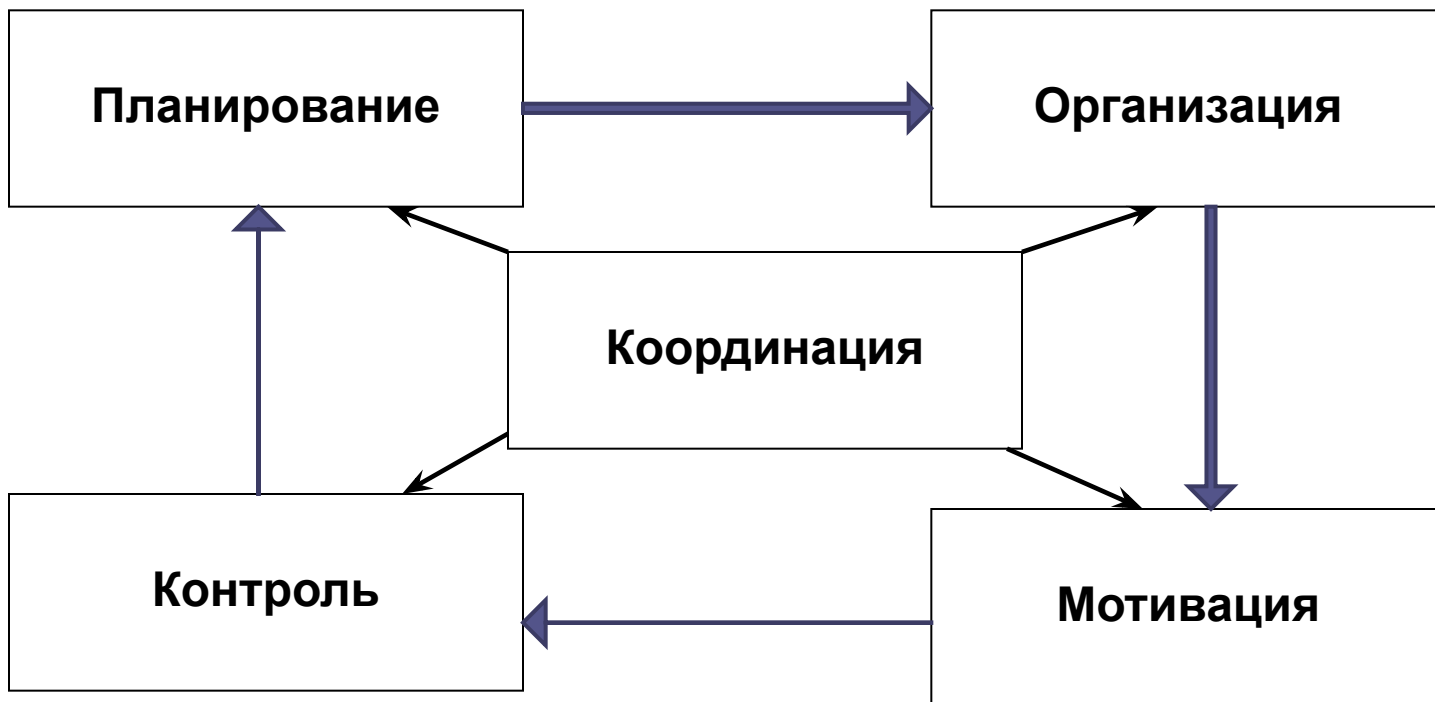 Планирование
Организация
Координация
Контроль
Мотивация